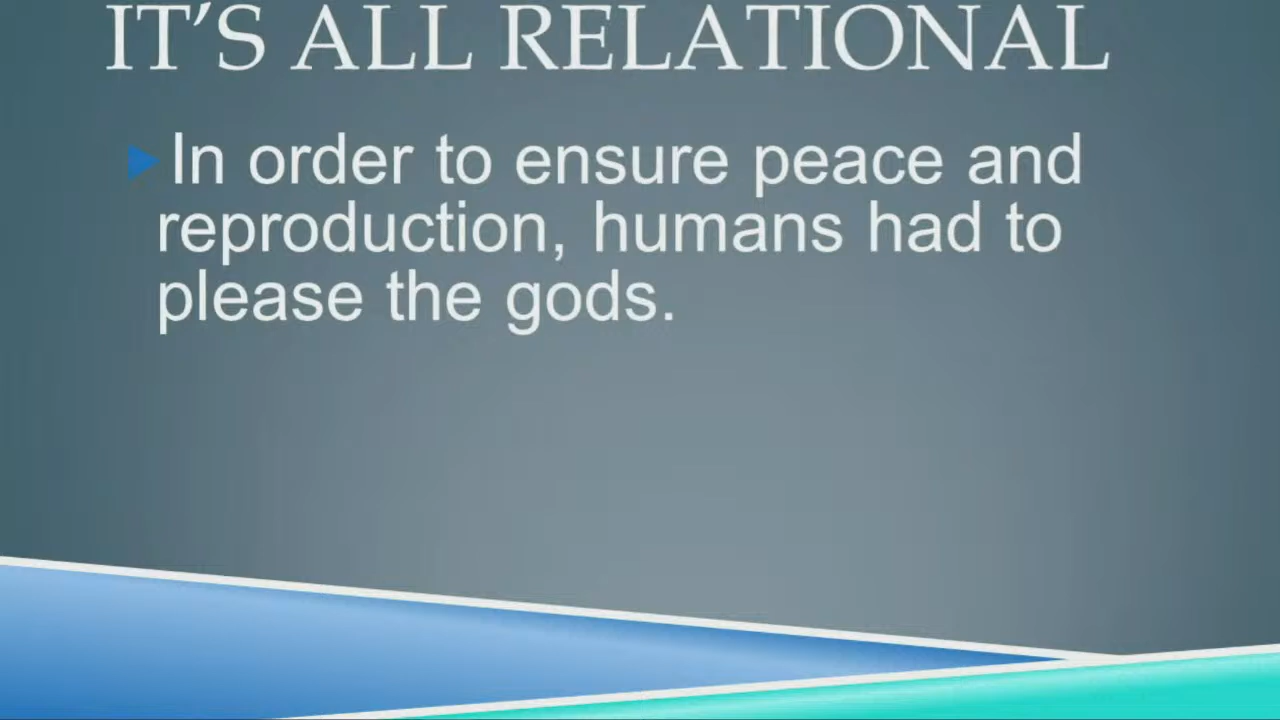 IT’S ALL RELATIONAL
In order to ensure peace and
reproduction, humans had to
please the gods.